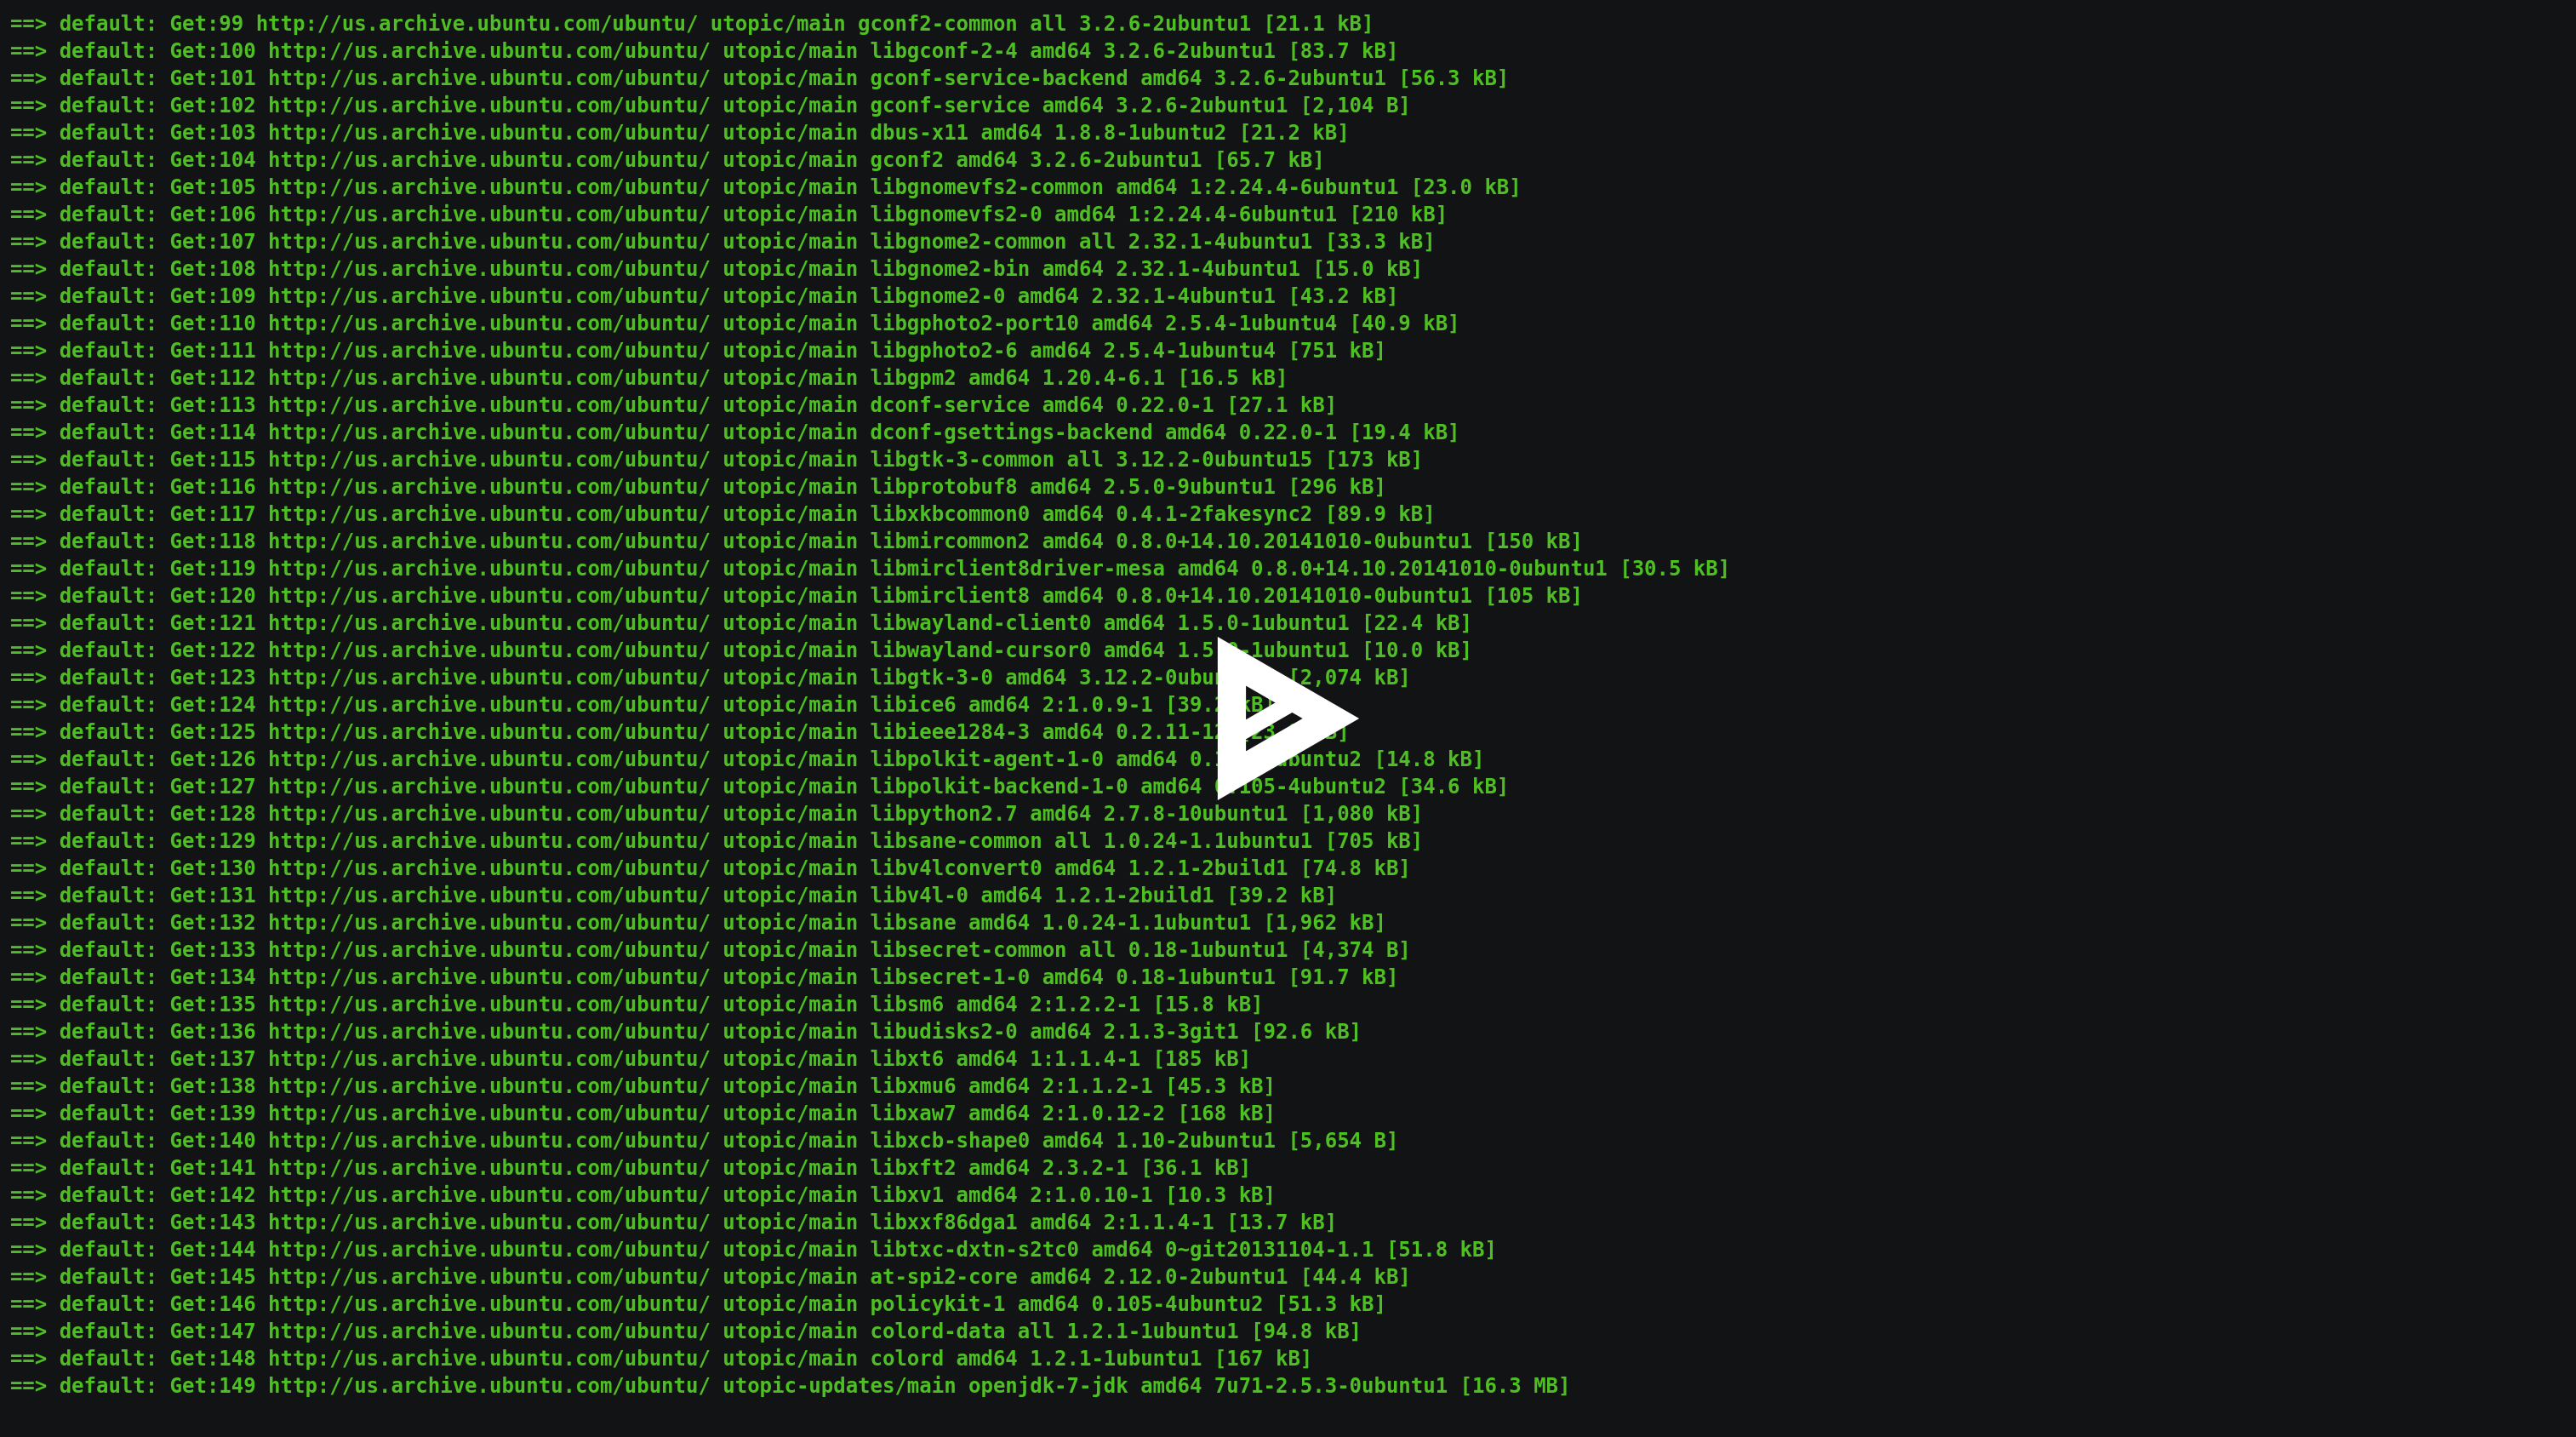 ==> default: Get:99 http://us.archive.ubuntu.com/ubuntu/ utopic/main gconf2-common all 3.2.6-2ubuntu1 [21.1 kB]
==> default: Get:100 http://us.archive.ubuntu.com/ubuntu/ utopic/main libgconf-2-4 amd64 3.2.6-2ubuntu1 [83.7 kB]
==> default: Get:101 http://us.archive.ubuntu.com/ubuntu/ utopic/main gconf-service-backend amd64 3.2.6-2ubuntu1 [56.3 kB]
==> default: Get:102 http://us.archive.ubuntu.com/ubuntu/ utopic/main gconf-service amd64 3.2.6-2ubuntu1 [2,104 B]
==> default: Get:103 http://us.archive.ubuntu.com/ubuntu/ utopic/main dbus-x11 amd64 1.8.8-1ubuntu2 [21.2 kB]
==> default: Get:104 http://us.archive.ubuntu.com/ubuntu/ utopic/main gconf2 amd64 3.2.6-2ubuntu1 [65.7 kB]
==> default: Get:105 http://us.archive.ubuntu.com/ubuntu/ utopic/main libgnomevfs2-common amd64 1:2.24.4-6ubuntu1 [23.0 kB]
==> default: Get:106 http://us.archive.ubuntu.com/ubuntu/ utopic/main libgnomevfs2-0 amd64 1:2.24.4-6ubuntu1 [210 kB]
==> default: Get:107 http://us.archive.ubuntu.com/ubuntu/ utopic/main libgnome2-common all 2.32.1-4ubuntu1 [33.3 kB]
==> default: Get:108 http://us.archive.ubuntu.com/ubuntu/ utopic/main libgnome2-bin amd64 2.32.1-4ubuntu1 [15.0 kB]
==> default: Get:109 http://us.archive.ubuntu.com/ubuntu/ utopic/main libgnome2-0 amd64 2.32.1-4ubuntu1 [43.2 kB]
==> default: Get:110 http://us.archive.ubuntu.com/ubuntu/ utopic/main libgphoto2-port10 amd64 2.5.4-1ubuntu4 [40.9 kB]
==> default: Get:111 http://us.archive.ubuntu.com/ubuntu/ utopic/main libgphoto2-6 amd64 2.5.4-1ubuntu4 [751 kB]
==> default: Get:112 http://us.archive.ubuntu.com/ubuntu/ utopic/main libgpm2 amd64 1.20.4-6.1 [16.5 kB]
==> default: Get:113 http://us.archive.ubuntu.com/ubuntu/ utopic/main dconf-service amd64 0.22.0-1 [27.1 kB]
==> default: Get:114 http://us.archive.ubuntu.com/ubuntu/ utopic/main dconf-gsettings-backend amd64 0.22.0-1 [19.4 kB]
==> default: Get:115 http://us.archive.ubuntu.com/ubuntu/ utopic/main libgtk-3-common all 3.12.2-0ubuntu15 [173 kB]
==> default: Get:116 http://us.archive.ubuntu.com/ubuntu/ utopic/main libprotobuf8 amd64 2.5.0-9ubuntu1 [296 kB]
==> default: Get:117 http://us.archive.ubuntu.com/ubuntu/ utopic/main libxkbcommon0 amd64 0.4.1-2fakesync2 [89.9 kB]
==> default: Get:118 http://us.archive.ubuntu.com/ubuntu/ utopic/main libmircommon2 amd64 0.8.0+14.10.20141010-0ubuntu1 [150 kB]
==> default: Get:119 http://us.archive.ubuntu.com/ubuntu/ utopic/main libmirclient8driver-mesa amd64 0.8.0+14.10.20141010-0ubuntu1 [30.5 kB]
==> default: Get:120 http://us.archive.ubuntu.com/ubuntu/ utopic/main libmirclient8 amd64 0.8.0+14.10.20141010-0ubuntu1 [105 kB]
==> default: Get:121 http://us.archive.ubuntu.com/ubuntu/ utopic/main libwayland-client0 amd64 1.5.0-1ubuntu1 [22.4 kB]
==> default: Get:122 http://us.archive.ubuntu.com/ubuntu/ utopic/main libwayland-cursor0 amd64 1.5.0-1ubuntu1 [10.0 kB]
==> default: Get:123 http://us.archive.ubuntu.com/ubuntu/ utopic/main libgtk-3-0 amd64 [2,074 kB]
==> default: Get:124 http://us.archive.ubuntu.com/ubuntu/ utopic/main libice6 amd64 2:1.0.9-1 kB]
==> default: Get:125 http://us.archive.ubuntu.com/ubuntu/ utopic/main libieee1284-3 amd64
==> default: Get:126 http://us.archive.ubuntu.com/ubuntu/ utopic/main libpolkit-agent-1-0 amd64 [14.8 kB]
==> default: Get:127 http://us.archive.ubuntu.com/ubuntu/ utopic/main libpolkit-backend-1-0 amd64 0.105-4ubuntu2 [34.6 kB]
==> default: Get:128 http://us.archive.ubuntu.com/ubuntu/ utopic/main libpython2.7 amd64 2.7.8-10ubuntu1 [1,080 kB]
==> default: Get:129 http://us.archive.ubuntu.com/ubuntu/ utopic/main libsane-common all 1.0.24-1.1ubuntu1 [705 kB]
==> default: Get:130 http://us.archive.ubuntu.com/ubuntu/ utopic/main libv4lconvert0 amd64 1.2.1-2build1 [74.8 kB]
==> default: Get:131 http://us.archive.ubuntu.com/ubuntu/ utopic/main libv4l-0 amd64 1.2.1-2build1 [39.2 kB]
==> default: Get:132 http://us.archive.ubuntu.com/ubuntu/ utopic/main libsane amd64 1.0.24-1.1ubuntu1 [1,962 kB]
==> default: Get:133 http://us.archive.ubuntu.com/ubuntu/ utopic/main libsecret-common all 0.18-1ubuntu1 [4,374 B]
==> default: Get:134 http://us.archive.ubuntu.com/ubuntu/ utopic/main libsecret-1-0 amd64 0.18-1ubuntu1 [91.7 kB]
==> default: Get:135 http://us.archive.ubuntu.com/ubuntu/ utopic/main libsm6 amd64 2:1.2.2-1 [15.8 kB]
==> default: Get:136 http://us.archive.ubuntu.com/ubuntu/ utopic/main libudisks2-0 amd64 2.1.3-3git1 [92.6 kB]
==> default: Get:137 http://us.archive.ubuntu.com/ubuntu/ utopic/main libxt6 amd64 1:1.1.4-1 [185 kB]
==> default: Get:138 http://us.archive.ubuntu.com/ubuntu/ utopic/main libxmu6 amd64 2:1.1.2-1 [45.3 kB]
==> default: Get:139 http://us.archive.ubuntu.com/ubuntu/ utopic/main libxaw7 amd64 2:1.0.12-2 [168 kB]
==> default: Get:140 http://us.archive.ubuntu.com/ubuntu/ utopic/main libxcb-shape0 amd64 1.10-2ubuntu1 [5,654 B]
==> default: Get:141 http://us.archive.ubuntu.com/ubuntu/ utopic/main libxft2 amd64 2.3.2-1 [36.1 kB]
==> default: Get:142 http://us.archive.ubuntu.com/ubuntu/ utopic/main libxv1 amd64 2:1.0.10-1 [10.3 kB]
==> default: Get:143 http://us.archive.ubuntu.com/ubuntu/ utopic/main libxxf86dga1 amd64 2:1.1.4-1 [13.7 kB]
==> default: Get:144 http://us.archive.ubuntu.com/ubuntu/ utopic/main libtxc-dxtn-s2tc0 amd64 0~git20131104-1.1 [51.8 kB]
==> default: Get:145 http://us.archive.ubuntu.com/ubuntu/ utopic/main at-spi2-core amd64 2.12.0-2ubuntu1 [44.4 kB]
==> default: Get:146 http://us.archive.ubuntu.com/ubuntu/ utopic/main policykit-1 amd64 0.105-4ubuntu2 [51.3 kB]
==> default: Get:147 http://us.archive.ubuntu.com/ubuntu/ utopic/main colord-data all 1.2.1-1ubuntu1 [94.8 kB]
==> default: Get:148 http://us.archive.ubuntu.com/ubuntu/ utopic/main colord amd64 1.2.1-1ubuntu1 [167 kB]
==> default: Get:149 http://us.archive.ubuntu.com/ubuntu/ utopic-updates/main openjdk-7-jdk amd64 7u71-2.5.3-0ubuntu1 [16.3 MB]